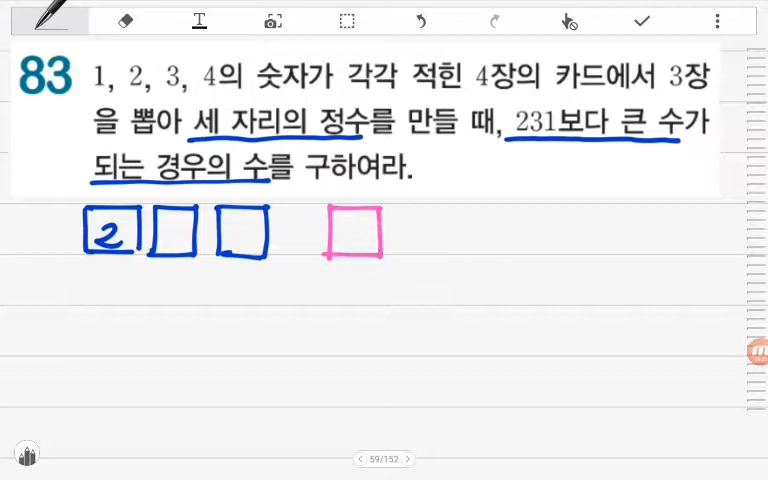 T
83 1, 2, 3, 4의 숫자가 각각 적힌 4장의 카드에서 3장
을 뽑아 세 자리의 정수를 만들 때, 231보다 큰 수가
되는 경우의 수를 구하여라.
2
59/152